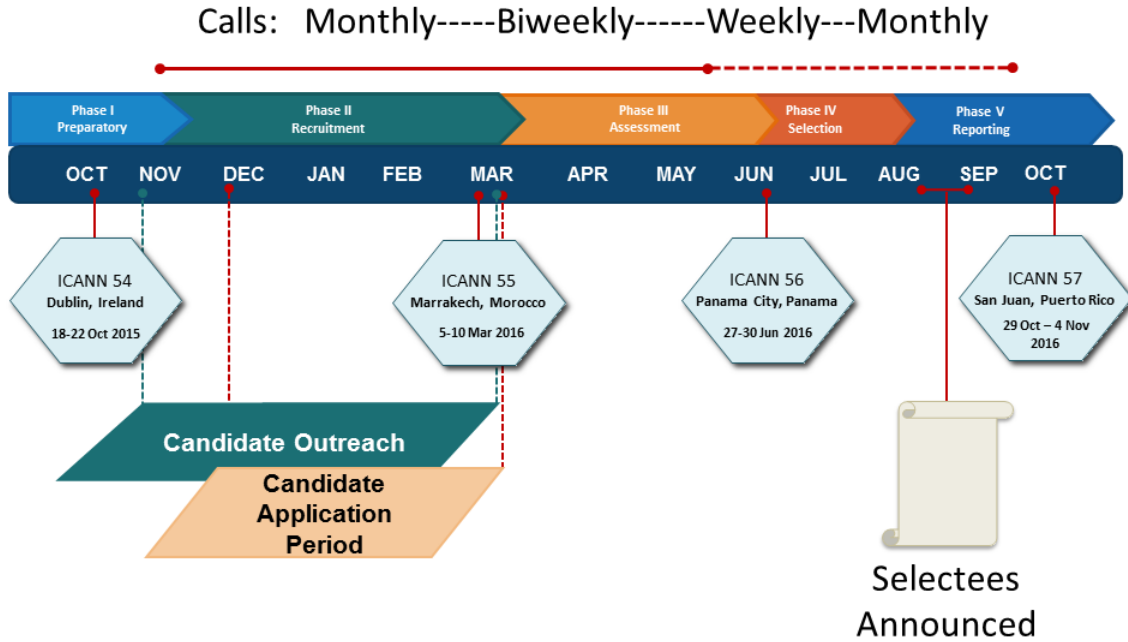 Calls: Monthly-----Biweekly------Weekly---Monthly
Phase I
Preparatory
Phase II
Recruitment
Phase III
Assessment
Phase IV
Selection
Phase V
Reporting
OCT NOV DEC JAN FEB MAR APR MAY JUN JUL AUG SEP OCT
ICANN 54
Dublin, Ireland
18-22 Oct 2015
ICANN 55
Marrakech, Morocco
5-10 Mar 2016
ICANN 56
Panama City, Panama
27-30 Jun 2016
ICANN 57
San Juan, Puerto Rico
29 Oct – 4 Nov
2016
Candidate Outreach
Candidate
Application
Period
Selectees
Announced